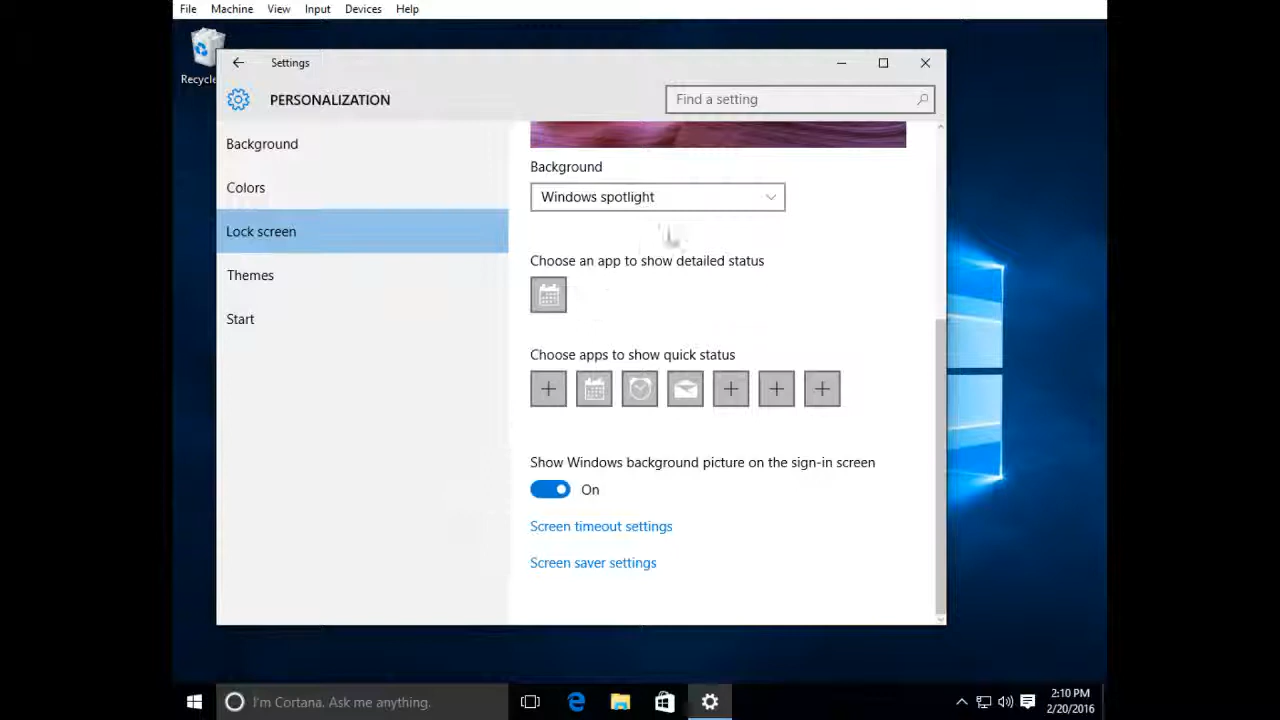 File Machine View Input Devices Help
Recycle
Settings
PERSONALIZATION
Find a setting
Background
Colors
Lock screen
Themes
Start
Background
Windows spotlight
Choose an app to show detailed status
Choose apps to show quick status
Show Windows background picture on the sign-in screen
On
Screen timeout settings
Screen saver settings
I'm Cortana. Ask me anything.
2:10 PM
2/20/2016